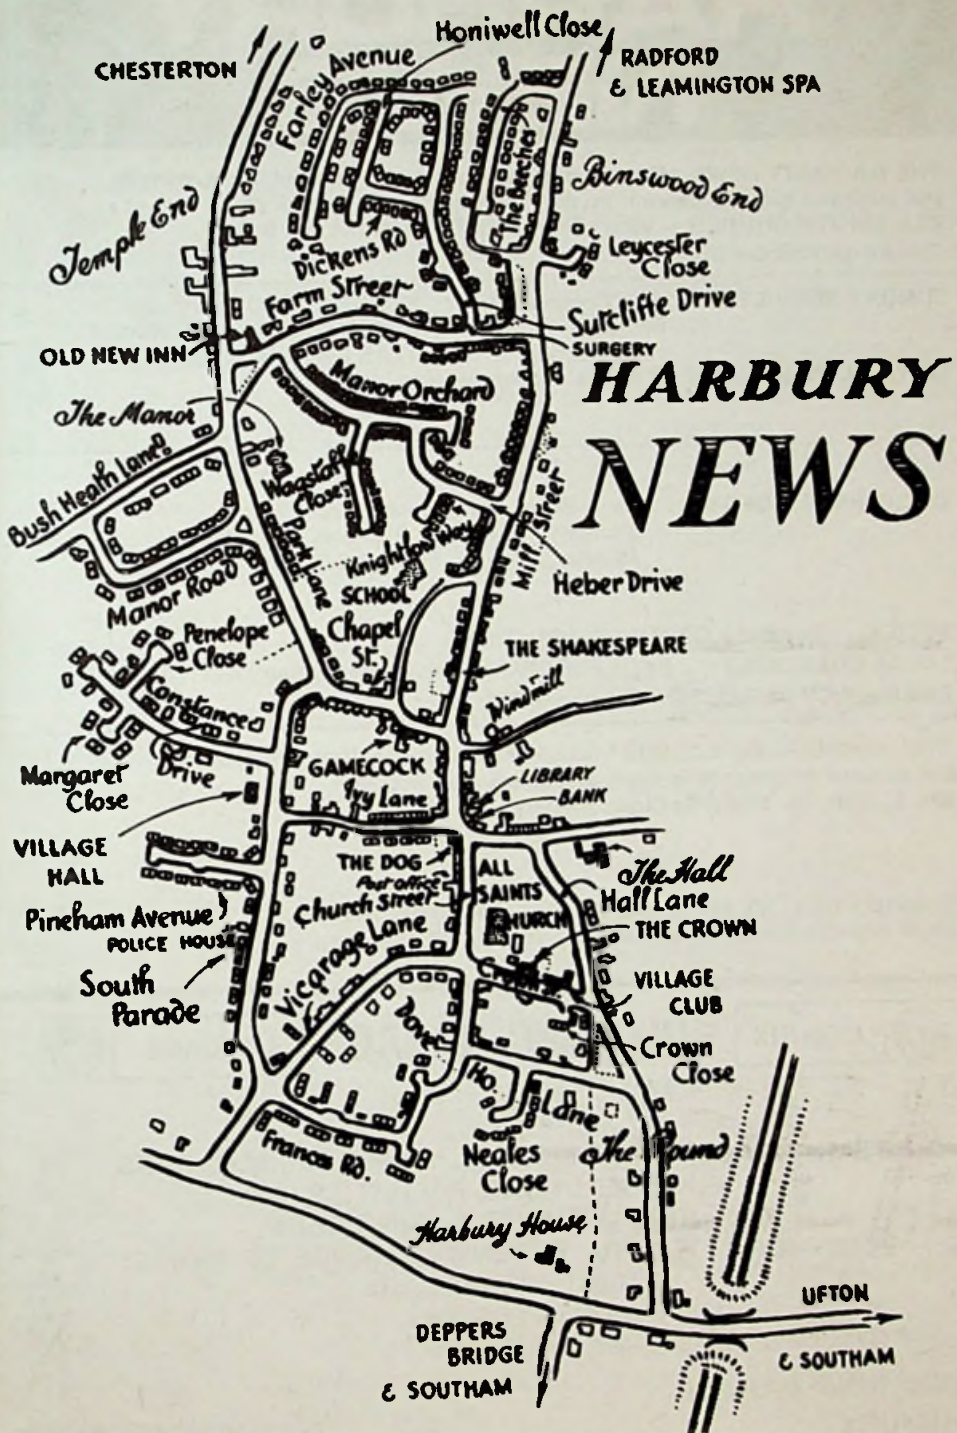 Honiwell Close
CHESTERTON
Farley Avenue
RADFORD
& LEAMINGTON SPA
The Beeches
Binswood End
Temple End
Dickens Rd
Leycester
Close
Farm Street
Sutcliffe Drive
OLD NEW INN
SURGERY
HARBURY
NEWS
Manor Orchard
The Manor
Bush Heath Lane
Wagstaffe
Close
Park Lane
Mill Street
Knightlow Way
Manor Road
SCHOOL
Heber Drive
Chapel
St.
Penelope
Close
THE SHAKESPEARE
Constance
Drive
Windmill
Margaret
Close
GAMECOCK
LIBRARY
Ivy Lane
BANK
VILLAGE
HALL
THE DOG
Post office
ALL
SAINTS
CHURCH
The Hall
Hall Lane
Church Street
Pineham Avenue
POLICE HOUSE
Vicarage Lane
THE CROWN
South
Parade
VILLAGE
CLUB
Crown
Close
Dovehouse Lane
Frances Rd.
Neales
Close
The Pound
Harbury House
UFTON
& SOUTHAM
DEPPERS
BRIDGE
& SOUTHAM